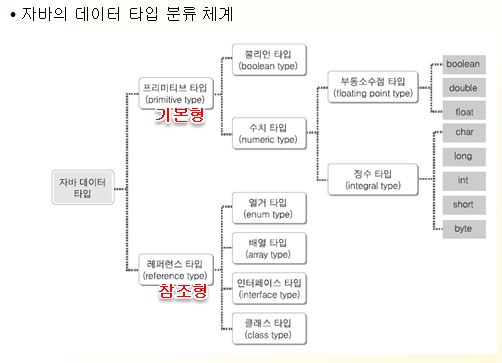 • 자바의 데이터 타입 분류 체계
불리언 타입
(boolean type)
프리미티브 타입
(primitive type)
기본형
수치 타입
(numeric type)
부동소수점 타입
(floating point type)
정수 타입
(integral type)
boolean
double
float
char
long
int
short
byte
자바 데이터
타입
열거 타입
(enum type)
배열 타입
(array type)
레퍼런스 타입
(reference type)
참조형
인터페이스 타입
(interface type)
클래스 타입
(class type)